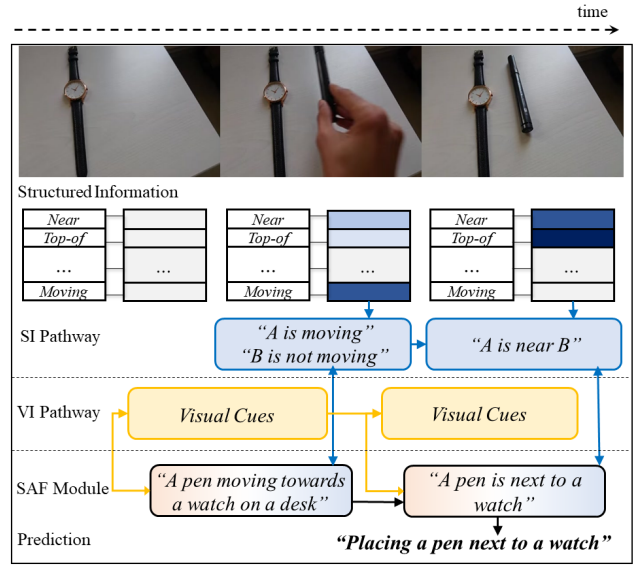 time
Structured Information
Near
Top-of
...
Moving
Near
Top-of
...
Moving
Near
Top-of
...
Moving
...
...
...
SI Pathway
“A is moving”
“B is not moving”
“A is near B”
VI Pathway
Visual Cues
Visual Cues
SAF Module
“A pen moving towards
a watch on a desk”
“A pen is next to a
watch”
Prediction
“Placing a pen next to a watch”